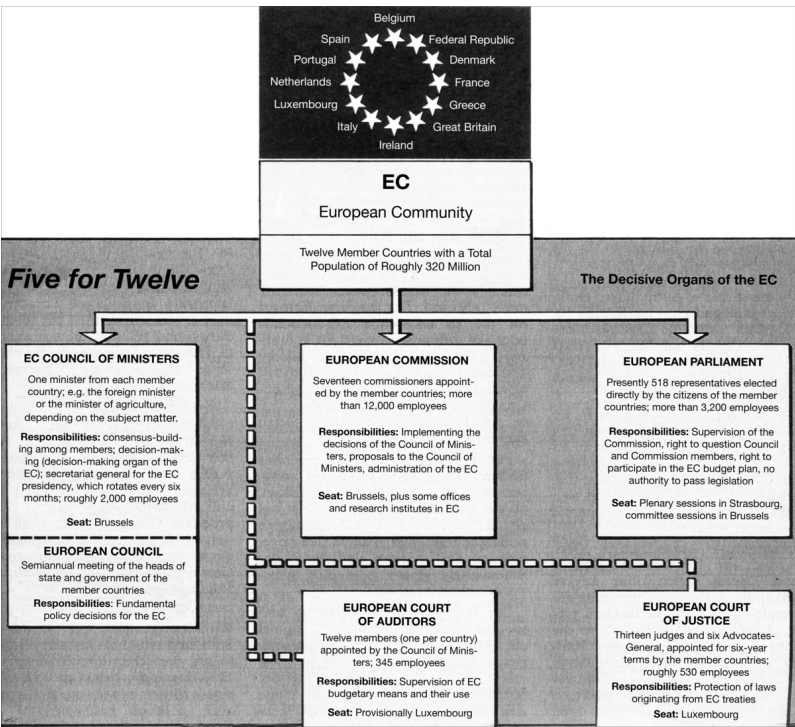 Belgium
Spain
Federal Republic
Portugal
Denmark
Netherlands
France
Luxembourg
Greece
Italy
Great Britain
Ireland
EC
European Community
Twelve Member Countries with a Total
Population of Roughly 320 Million
Five for Twelve
The Decisive Organs of the EC
EC COUNCIL OF MINISTERS
One minister from each member
country; e.g. the foreign minister
or the minister of agriculture,
depending on the subject matter.
Responsibilities: consensus-build-
ing among members; decision-mak-
ing (decision-making organ of the
EC); secretariat general for the EC
presidency, which rotates every six
months; roughly 2,000 employees
Seat: Brussels
EUROPEAN COUNCIL
Semiannual meeting of the heads of
state and government of the
member countries
Responsibilities: Fundamental
policy decisions for the EC
EUROPEAN COMMISSION
Seventeen commissioners appoint-
ed by the member countries; more
than 12,000 employees
Responsibilities: Implementing the
decisions of the Council of Minis-
ters, proposals to the Council of
Ministers, administration of the EC
Seat: Brussels, plus some offices
and research institutes in EC
EUROPEAN PARLIAMENT
Presently 518 representatives elected
directly by the citizens of the member
countries; more than 3,200 employees
Responsibilities: Supervision of the
Commission, right to question Council
and Commission members, right to
participate in the EC budget plan, no
authority to pass legislation
Seat: Plenary sessions in Strasbourg,
committee sessions in Brussels
EUROPEAN COURT
OF AUDITORS
Twelve members (one per country)
appointed by the Council of Minis-
ters; 345 employees
Responsibilities: Supervision of EC
budgetary means and their use
Seat: Provisionally Luxembourg
EUROPEAN COURT
OF JUSTICE
Thirteen judges and six Advocates-
General, appointed for six-year
terms by the member countries;
roughly 530 employees
Responsibilities: Protection of laws
originating from EC treaties
Seat: Luxembourg